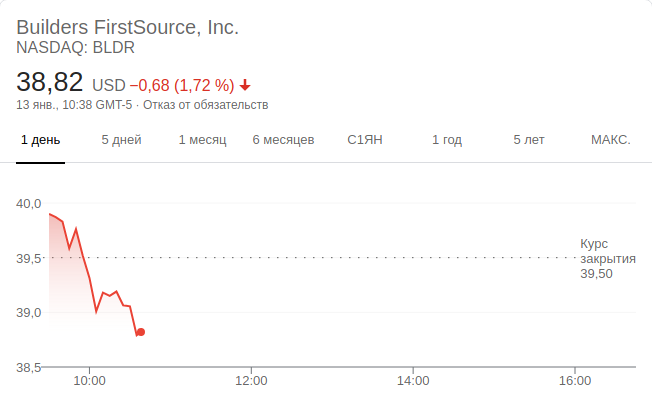 Builders FirstSource, Inc.
NASDAQ: BLDR
38,82 USD −0,68 (1,72 %)
13 янв., 10:38 GMT-5 · Отказ от обязательств
1 день 5 дней 1 месяц 6 месяцев С1ЯН 1 год 5 лет МАКС.
40,0
39,5
39,0
38,5
Курс
закрытия
39,50
10:00 12:00 14:00 16:00